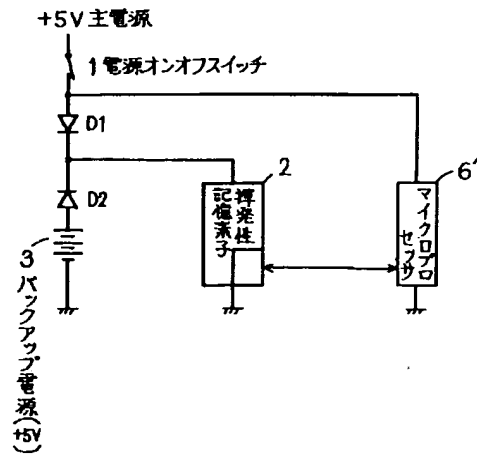 +5V 主電源
1 電源オンオフスイッチ
D1
D2
2
揮発性
記憶素子
6'
マイクロプロ
セッサ
3 バックアップ電源(+5V)